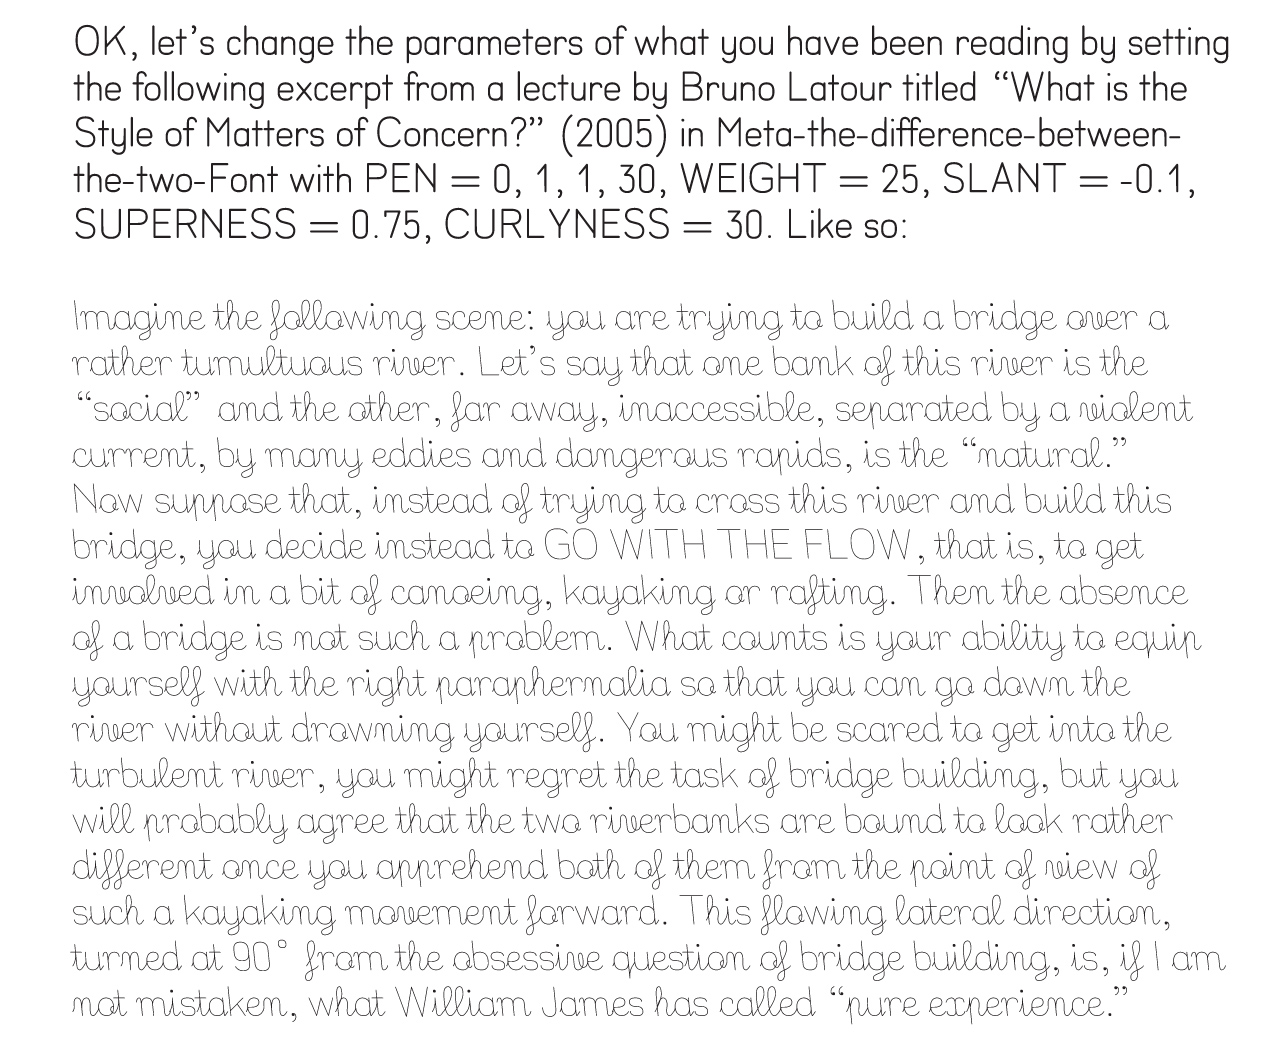 OK, let’s change the parameters of what you have been reading by setting
the following excerpt from a lecture by Bruno Latour titled “What is the
Style of Matters of Concern?” (2005) in Meta-the-difference-between-
the-two-Font with PEN = 0, 1, 1, 30, WEIGHT = 25, SLANT = -0.1,
SUPERNESS = 0.75, CURLYNESS = 30. Like so:
Imagine the following scene: you are trying to build a bridge over a
rather tumultuous river. Let’s say that one bank of this river is the
“social” and the other, far away, inaccessible, separated by a violent
current, by many eddies and dangerous rapids, is the “natural.”
Now suppose that, instead of trying to cross this river and build this
bridge, you decide instead to GO WITH THE FLOW, that is, to get
involved in a bit of canoeing, kayaking or rafting. Then the absence
of a bridge is not such a problem. What counts is your ability to equip
yourself with the right paraphernalia so that you can go down the
river without drowning yourself. You might be scared to get into the
turbulent river, you might regret the task of bridge building, but you
will probably agree that the two riverbanks are bound to look rather
different once you apprehend both of them from the point of view of
such a kayaking movement forward. This flowing lateral direction,
turned at 90° from the obsessive question of bridge building, is, if I am
not mistaken, what William James has called “pure experience.”